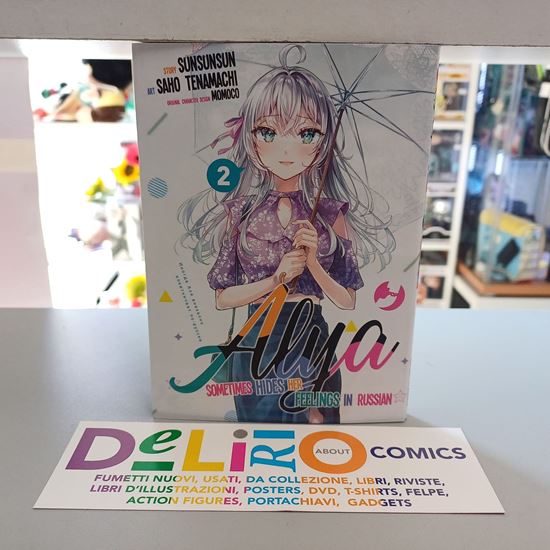 STORY SUNSUNSUN
ART SAHO TENAMACHI
ORIGINAL CHARACTER DESIGN MOMOCO
2
Alya
SOMETIMES HIDES HER
FEELINGS IN RUSSIAN
DeLiRIO ABOUT COMICS
FUMETTI NUOVI, USATI, DA COLLEZIONE, LIBRI, RIVISTE,
LIBRI D'ILLUSTRAZIONI, POSTERS, DVD, T-SHIRTS, FELPE,
ACTION FIGURES, PORTACHIAVI, GADGETS